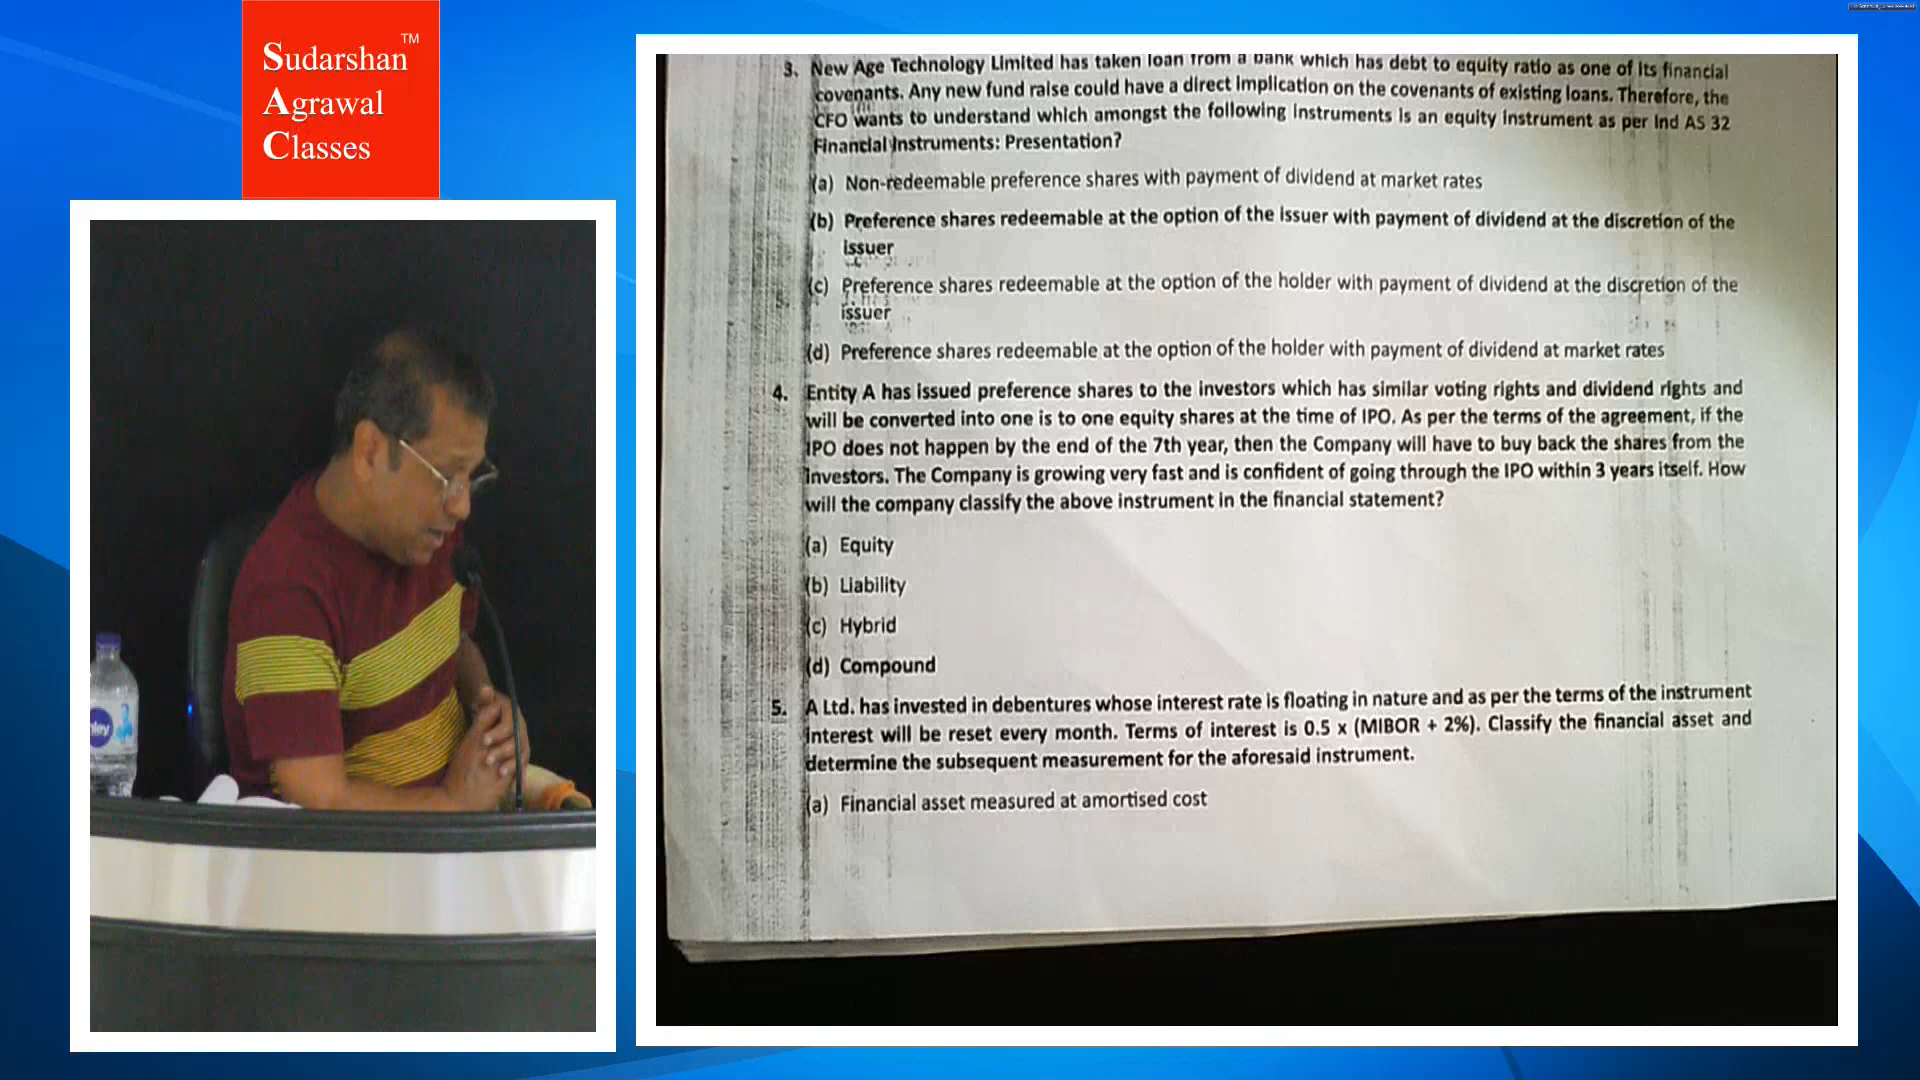 Sudarshan
TM
Agrawal
Classes
3. New Age Technology Limited has taken loan from a bank which has debt to equity ratio as one of its financial
covenants. Any new fund raise could have a direct implication on the covenants of existing loans. Therefore, the
CFO wants to understand which amongst the following instruments is an equity instrument as per Ind AS 32
Financial Instruments: Presentation?
(a) Non-redeemable preference shares with payment of dividend at market rates
(b) Preference shares redeemable at the option of the issuer with payment of dividend at the discretion of the
issuer
(c) Preference shares redeemable at the option of the holder with payment of dividend at the discretion of the
issuer
(d) Preference shares redeemable at the option of the holder with payment of dividend at market rates
4. Entity A has issued preference shares to the investors which has similar voting rights and dividend rights and
will be converted into one is to one equity shares at the time of IPO. As per the terms of the agreement, if the
IPO does not happen by the end of the 7th year, then the Company will have to buy back the shares from the
investors. The Company is growing very fast and is confident of going through the IPO within 3 years itself. How
will the company classify the above instrument in the financial statement?
(a) Equity
(b) Liability
(c) Hybrid
(d) Compound
5. A Ltd. has invested in debentures whose interest rate is floating in nature and as per the terms of the instrument
interest will be reset every month. Terms of interest is 0.5 x (MIBOR + 2%). Classify the financial asset and
determine the subsequent measurement for the aforesaid instrument.
(a) Financial asset measured at amortised cost